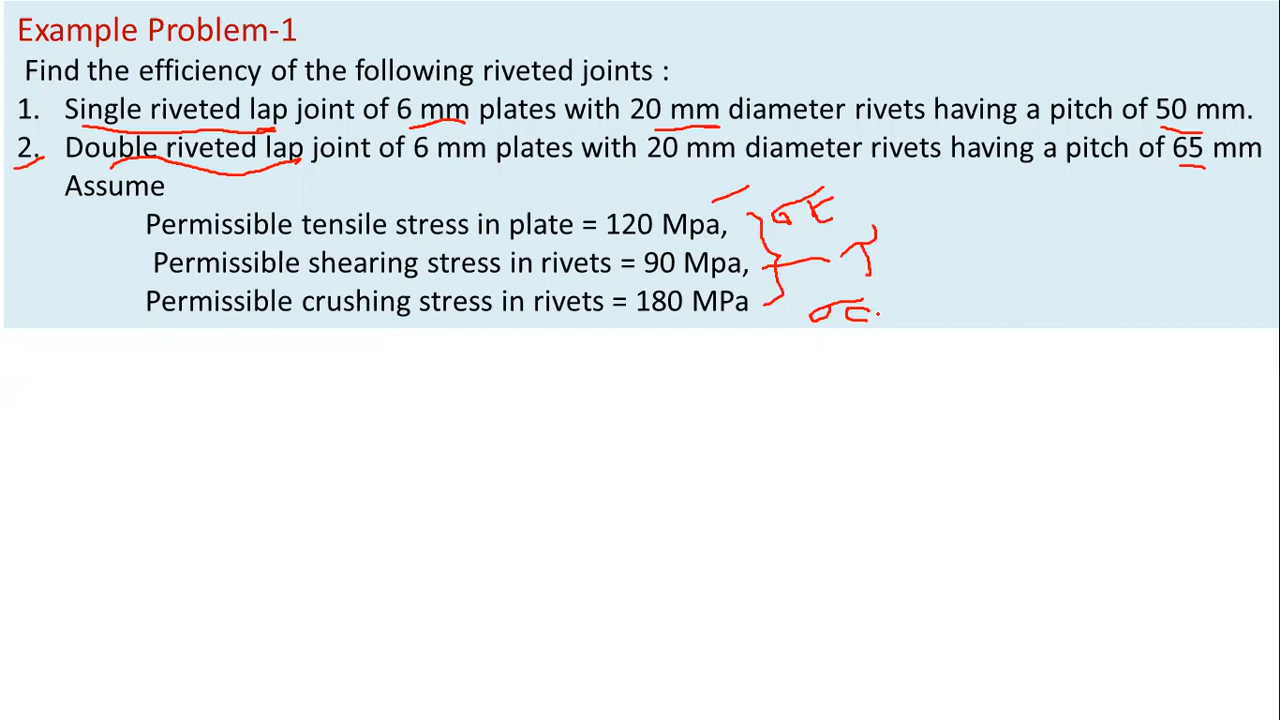 Example Problem-1
Find the efficiency of the following riveted joints :
1. Single riveted lap joint of 6 mm plates with 20 mm diameter rivets having a pitch of 50 mm.
2. Double riveted lap joint of 6 mm plates with 20 mm diameter rivets having a pitch of 65 mm
Assume
Permissible tensile stress in plate = 120 Mpa, σt
Permissible shearing stress in rivets = 90 Mpa, τ
Permissible crushing stress in rivets = 180 MPa σc.